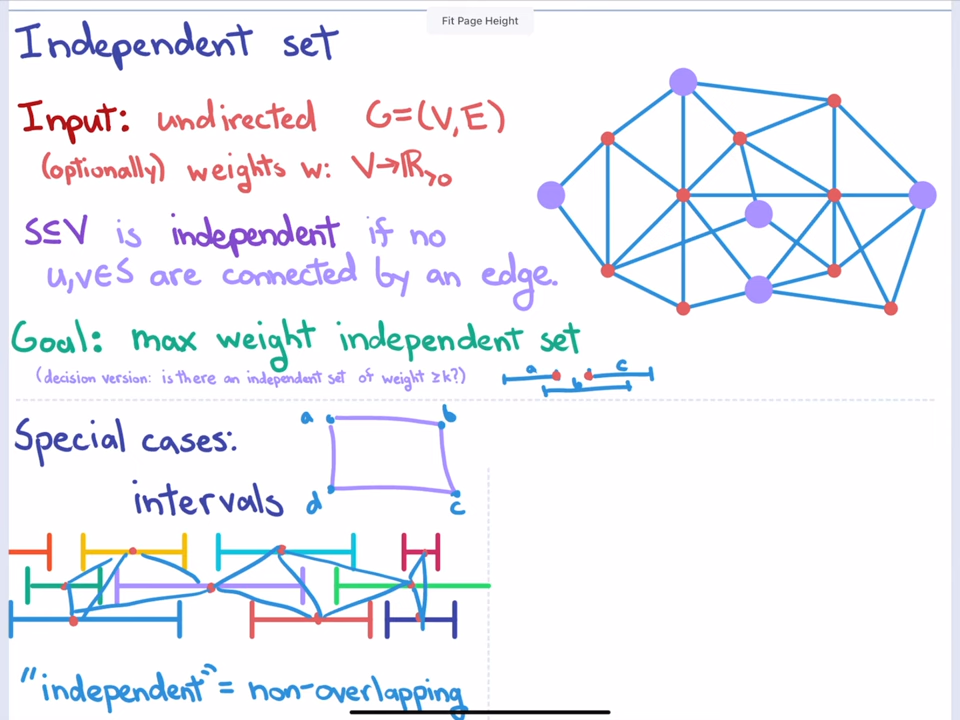 Fit Page Height
Independent set
Input: undirected G=(V,E)
(optionally) weights w: V→ℝ>0
S⊆V is independent if no
u,v∈S are connected by an edge.
Goal: max weight independent set
(decision version: is there an independent set of weight ≥k?)
a b c
Special cases:
intervals
a b
d c
"independent" = non-overlapping